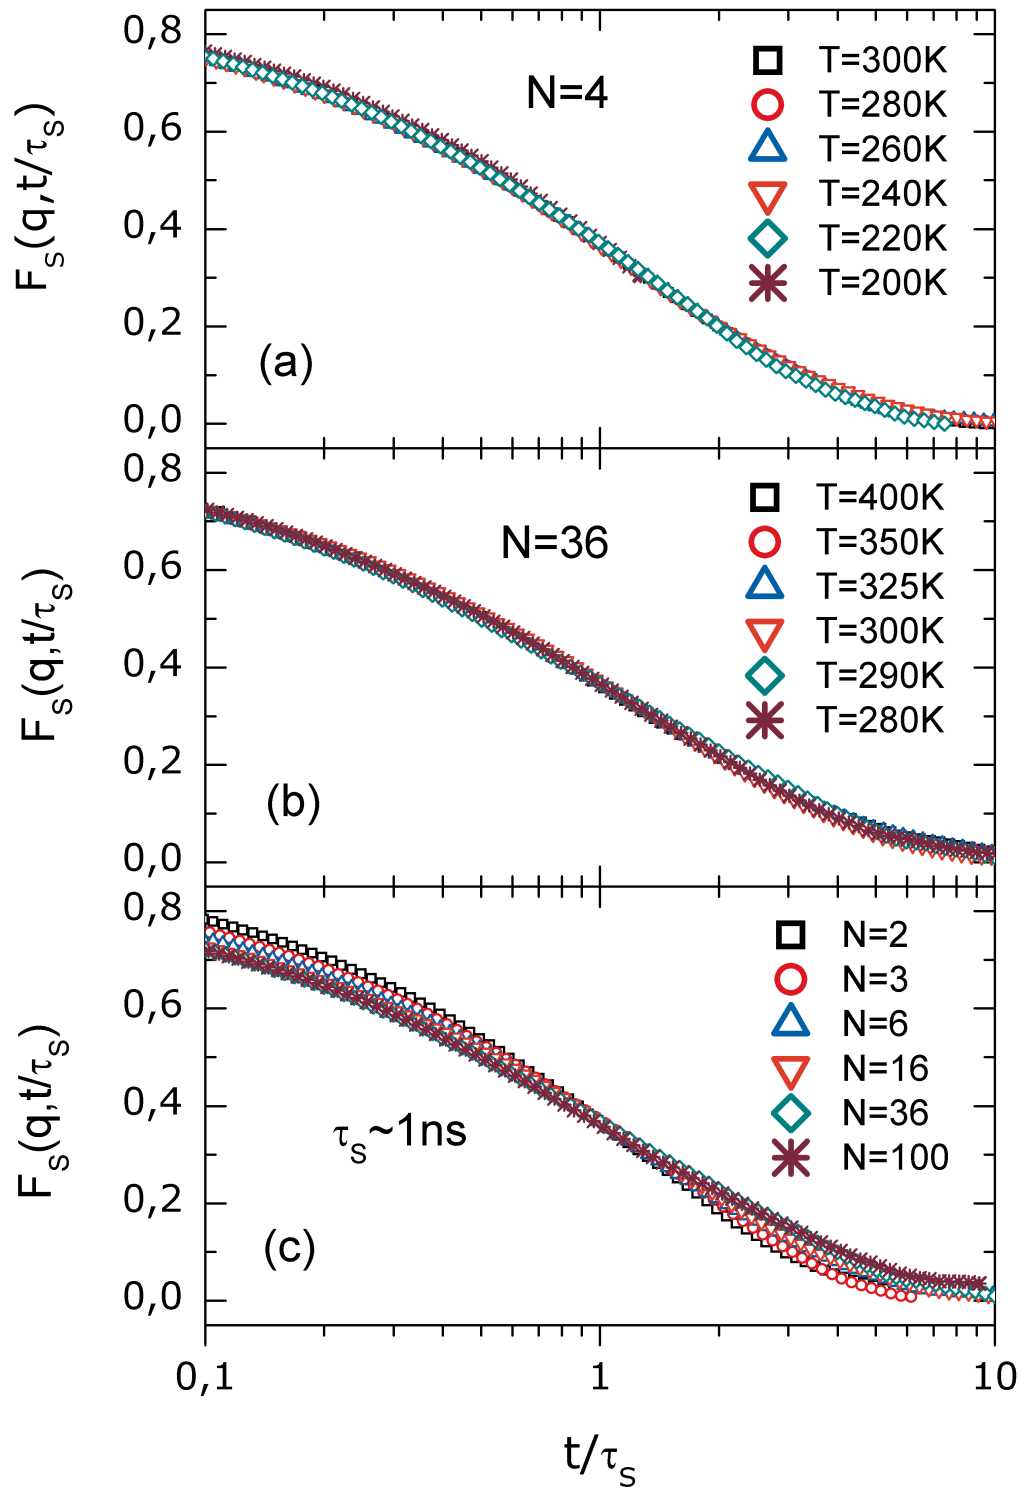 0,8
N=4
T=300K
T=280K
T=260K
T=240K
T=220K
T=200K
0,6
0,4
0,2
0,0
(a)
F_S(q,t/τ_S)
0,8
N=36
T=400K
T=350K
T=325K
T=300K
T=290K
T=280K
0,6
0,4
0,2
0,0
(b)
F_S(q,t/τ_S)
0,8
N=2
N=3
N=6
N=16
N=36
N=100
0,6
0,4
0,2
0,0
τ_S~1ns
(c)
F_S(q,t/τ_S)
0,1
1
10
t/τ_S